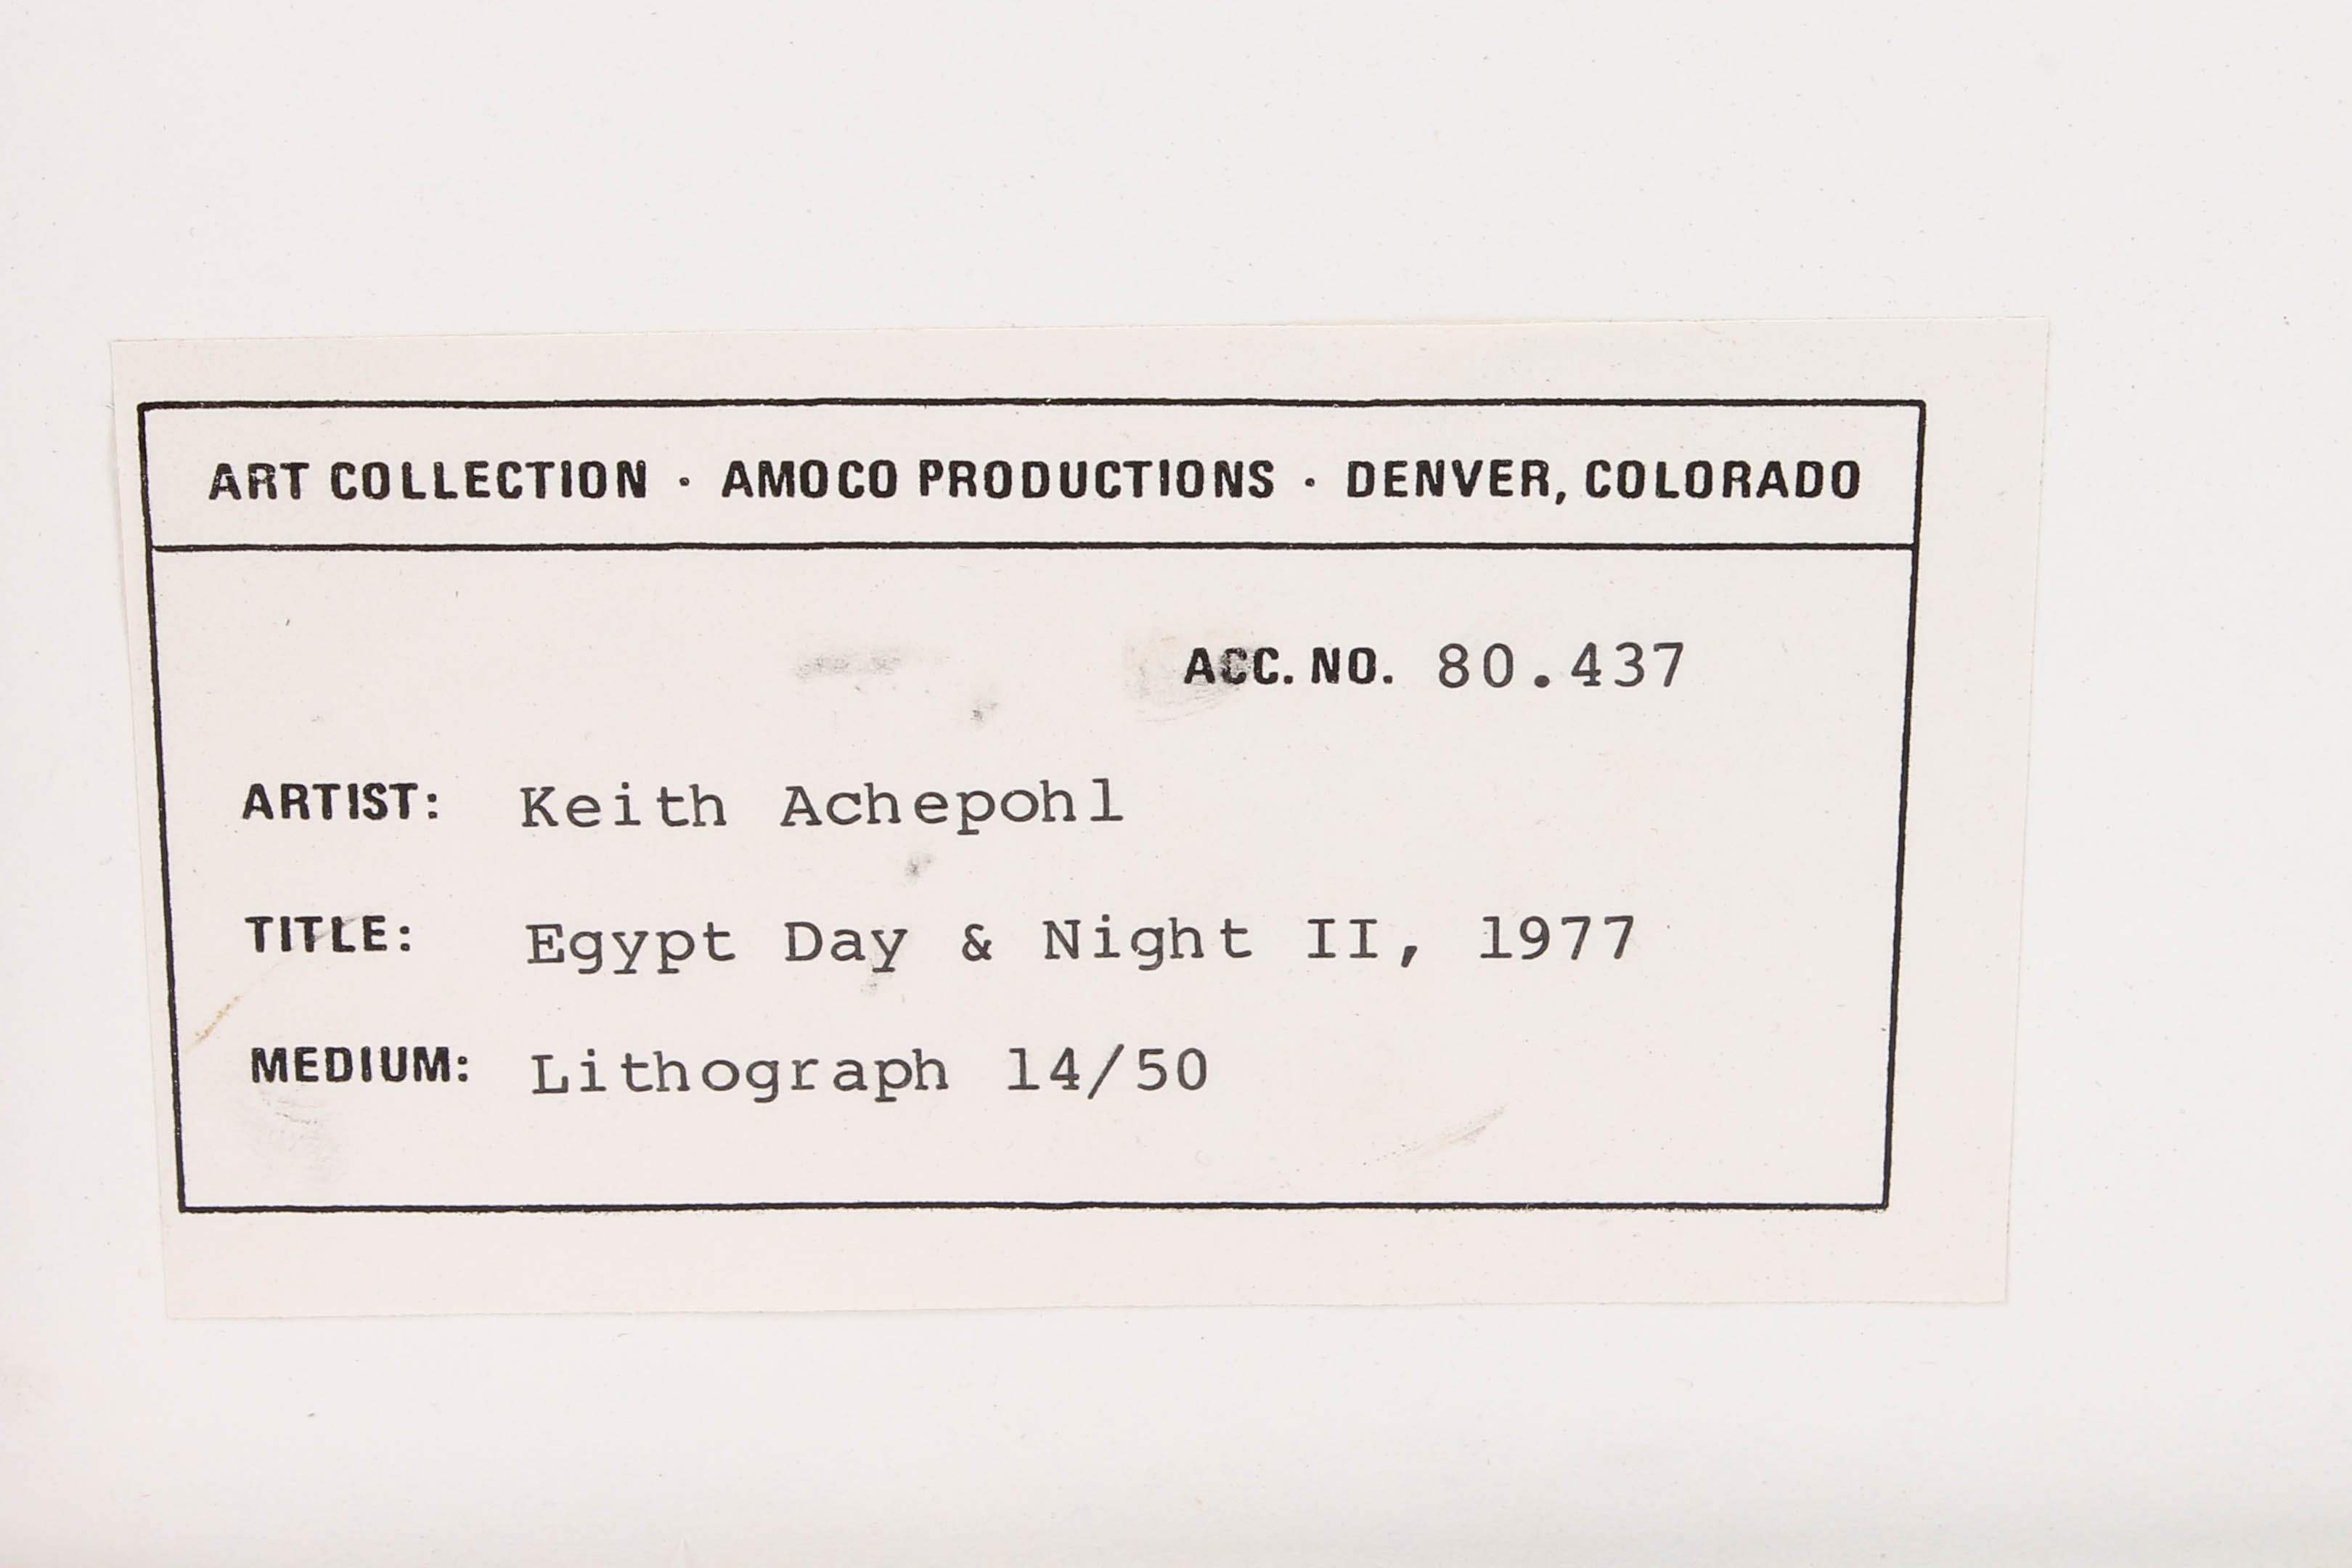 ART COLLECTION · AMOCO PRODUCTIONS · DENVER, COLORADO
ACC. NO. 80.437
ARTIST: Keith Achepohl
TITLE: Egypt Day & Night II, 1977
MEDIUM: Lithograph 14/50